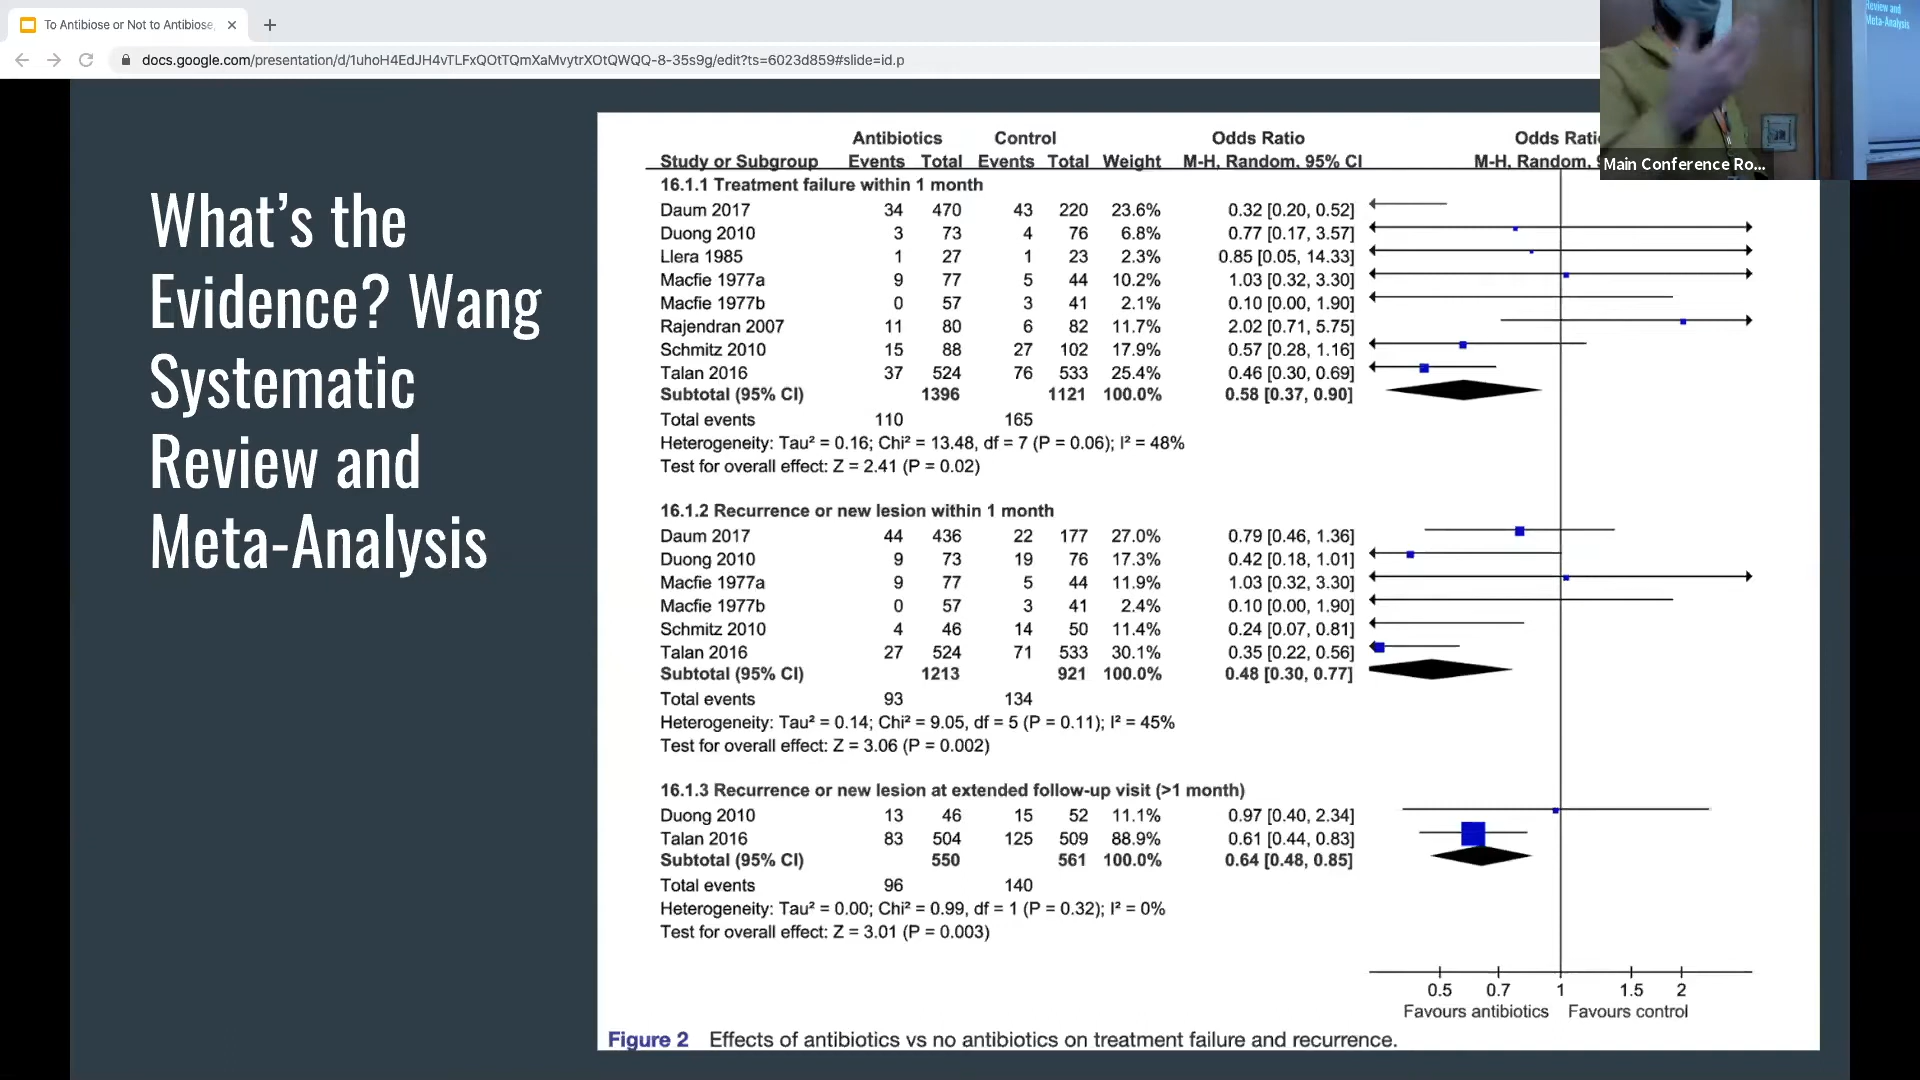 To Antibiose or Not to Antibiose,
docs.google.com/presentation/d/1uhoH4EdJH4vTLFxQOtTQmXaMvytrXOtQWQQ-8-35s9g/edit?ts=6023d859#slide=id.p
Review and
Meta-Analysis
Main Conference Ro...
What's the
Evidence? Wang
Systematic
Review and
Meta-Analysis
Antibiotics Control Odds Ratio Odds Ratio
Study or Subgroup Events Total Events Total Weight M-H, Random, 95% CI M-H, Random,
16.1.1 Treatment failure within 1 month
Daum 2017 34 470 43 220 23.6% 0.32 [0.20, 0.52]
Duong 2010 3 73 4 76 6.8% 0.77 [0.17, 3.57]
Llera 1985 1 27 1 23 2.3% 0.85 [0.05, 14.33]
Macfie 1977a 9 77 5 44 10.2% 1.03 [0.32, 3.30]
Macfie 1977b 0 57 3 41 2.1% 0.10 [0.00, 1.90]
Rajendran 2007 11 80 6 82 11.7% 2.02 [0.71, 5.75]
Schmitz 2010 15 88 27 102 17.9% 0.57 [0.28, 1.16]
Talan 2016 37 524 76 533 25.4% 0.46 [0.30, 0.69]
Subtotal (95% CI) 1396 1121 100.0% 0.58 [0.37, 0.90]
Total events 110 165
Heterogeneity: Tau² = 0.16; Chi² = 13.48, df = 7 (P = 0.06); I² = 48%
Test for overall effect: Z = 2.41 (P = 0.02)
16.1.2 Recurrence or new lesion within 1 month
Daum 2017 44 436 22 177 27.0% 0.79 [0.46, 1.36]
Duong 2010 9 73 19 76 17.3% 0.42 [0.18, 1.01]
Macfie 1977a 9 77 5 44 11.9% 1.03 [0.32, 3.30]
Macfie 1977b 0 57 3 41 2.4% 0.10 [0.00, 1.90]
Schmitz 2010 4 46 14 50 11.4% 0.24 [0.07, 0.81]
Talan 2016 27 524 71 533 30.1% 0.35 [0.22, 0.56]
Subtotal (95% CI) 1213 921 100.0% 0.48 [0.30, 0.77]
Total events 93 134
Heterogeneity: Tau² = 0.14; Chi² = 9.05, df = 5 (P = 0.11); I² = 45%
Test for overall effect: Z = 3.06 (P = 0.002)
16.1.3 Recurrence or new lesion at extended follow-up visit (>1 month)
Duong 2010 13 46 15 52 11.1% 0.97 [0.40, 2.34]
Talan 2016 83 504 125 509 88.9% 0.61 [0.44, 0.83]
Subtotal (95% CI) 550 561 100.0% 0.64 [0.48, 0.85]
Total events 96 140
Heterogeneity: Tau² = 0.00; Chi² = 0.99, df = 1 (P = 0.32); I² = 0%
Test for overall effect: Z = 3.01 (P = 0.003)
0.5 0.7 1 1.5 2
Favours antibiotics Favours control
Figure 2 Effects of antibiotics vs no antibiotics on treatment failure and recurrence.